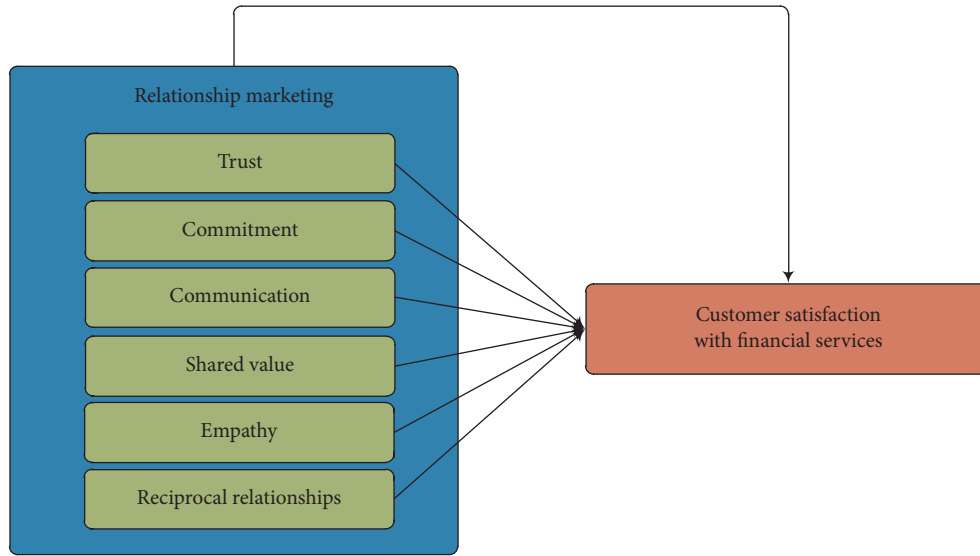 Relationship marketing
Trust
Commitment
Communication
Shared value
Empathy
Reciprocal relationships
Customer satisfaction
with financial services